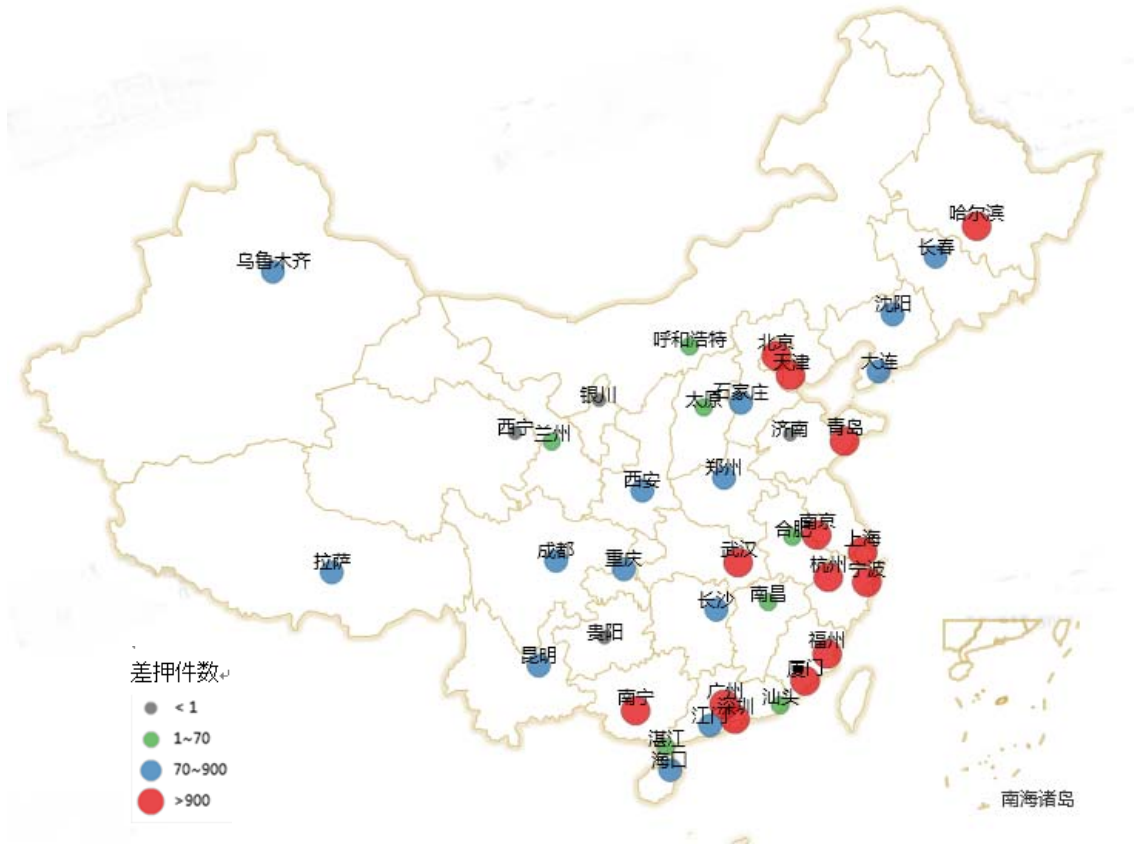 哈尔滨
长春
乌鲁木齐
沈阳
呼和浩特
北京
天津
大连
银川
太原
石家庄
西宁
兰州
济南
青岛
西安
郑州
合肥
南京
上海
拉萨
成都
重庆
武汉
杭州
宁波
长沙
南昌
贵阳
昆明
福州
厦门
南宁
广州
深圳
汕头
江门
湛江
海口
差押件数
< 1
1~70
70~900
>900
南海诸岛